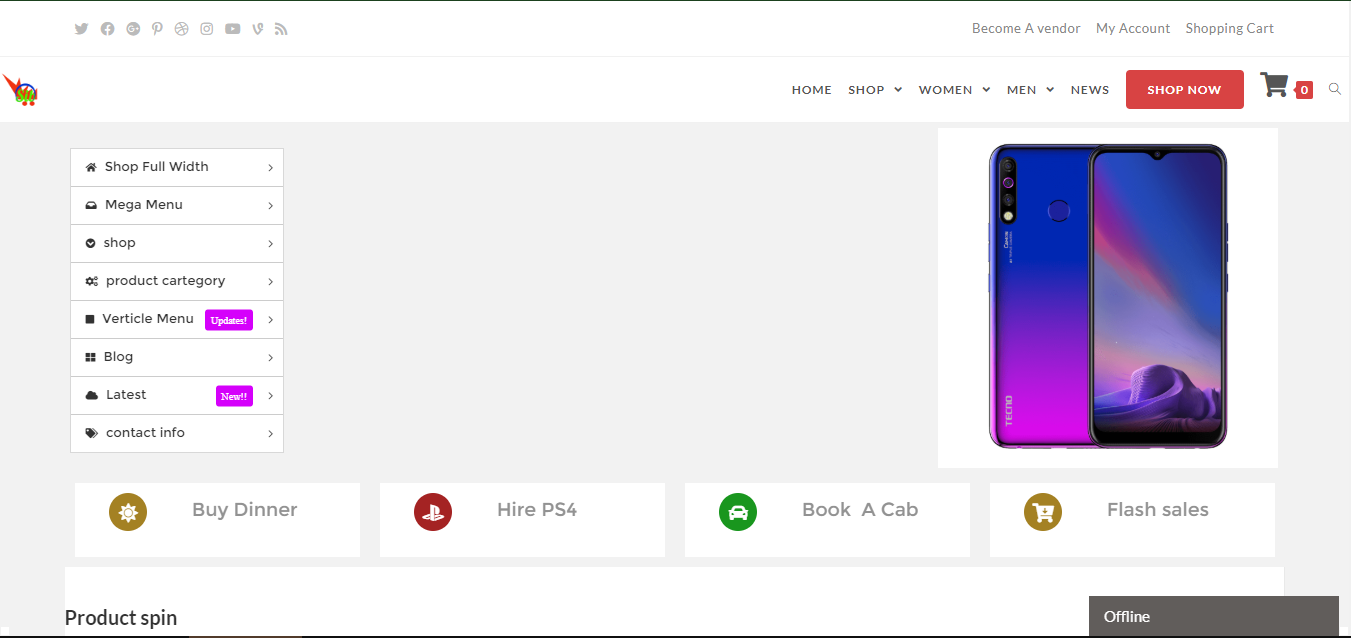 Become A vendor My Account Shopping Cart
HOME SHOP WOMEN MEN NEWS SHOP NOW 0
Shop Full Width
Mega Menu
shop
product cartegory
Verticle Menu Updates!
Blog
Latest New!!
contact info
TECNO
Buy Dinner Hire PS4 Book A Cab Flash sales
Product spin
Offline